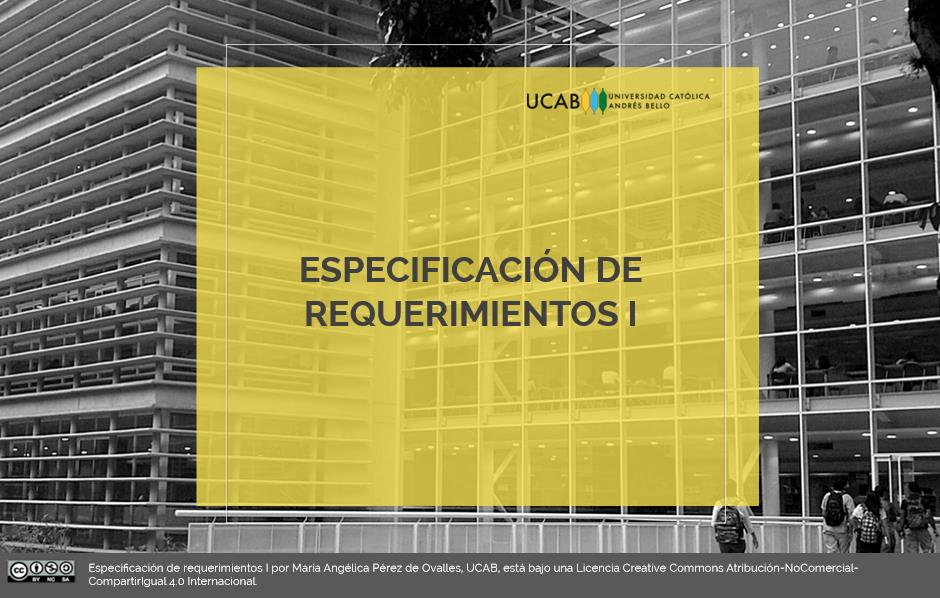 UCAB UNIVERSIDAD CATÓLICA
ANDRÉS BELLO
ESPECIFICACIÓN DE
REQUERIMIENTOS I
Especificación de requerimientos I por María Angélica Pérez de Ovalles, UCAB, está bajo una Licencia Creative Commons Atribución-NoComercial-
CompartirIgual 4.0 Internacional.
CC
BY NC SA